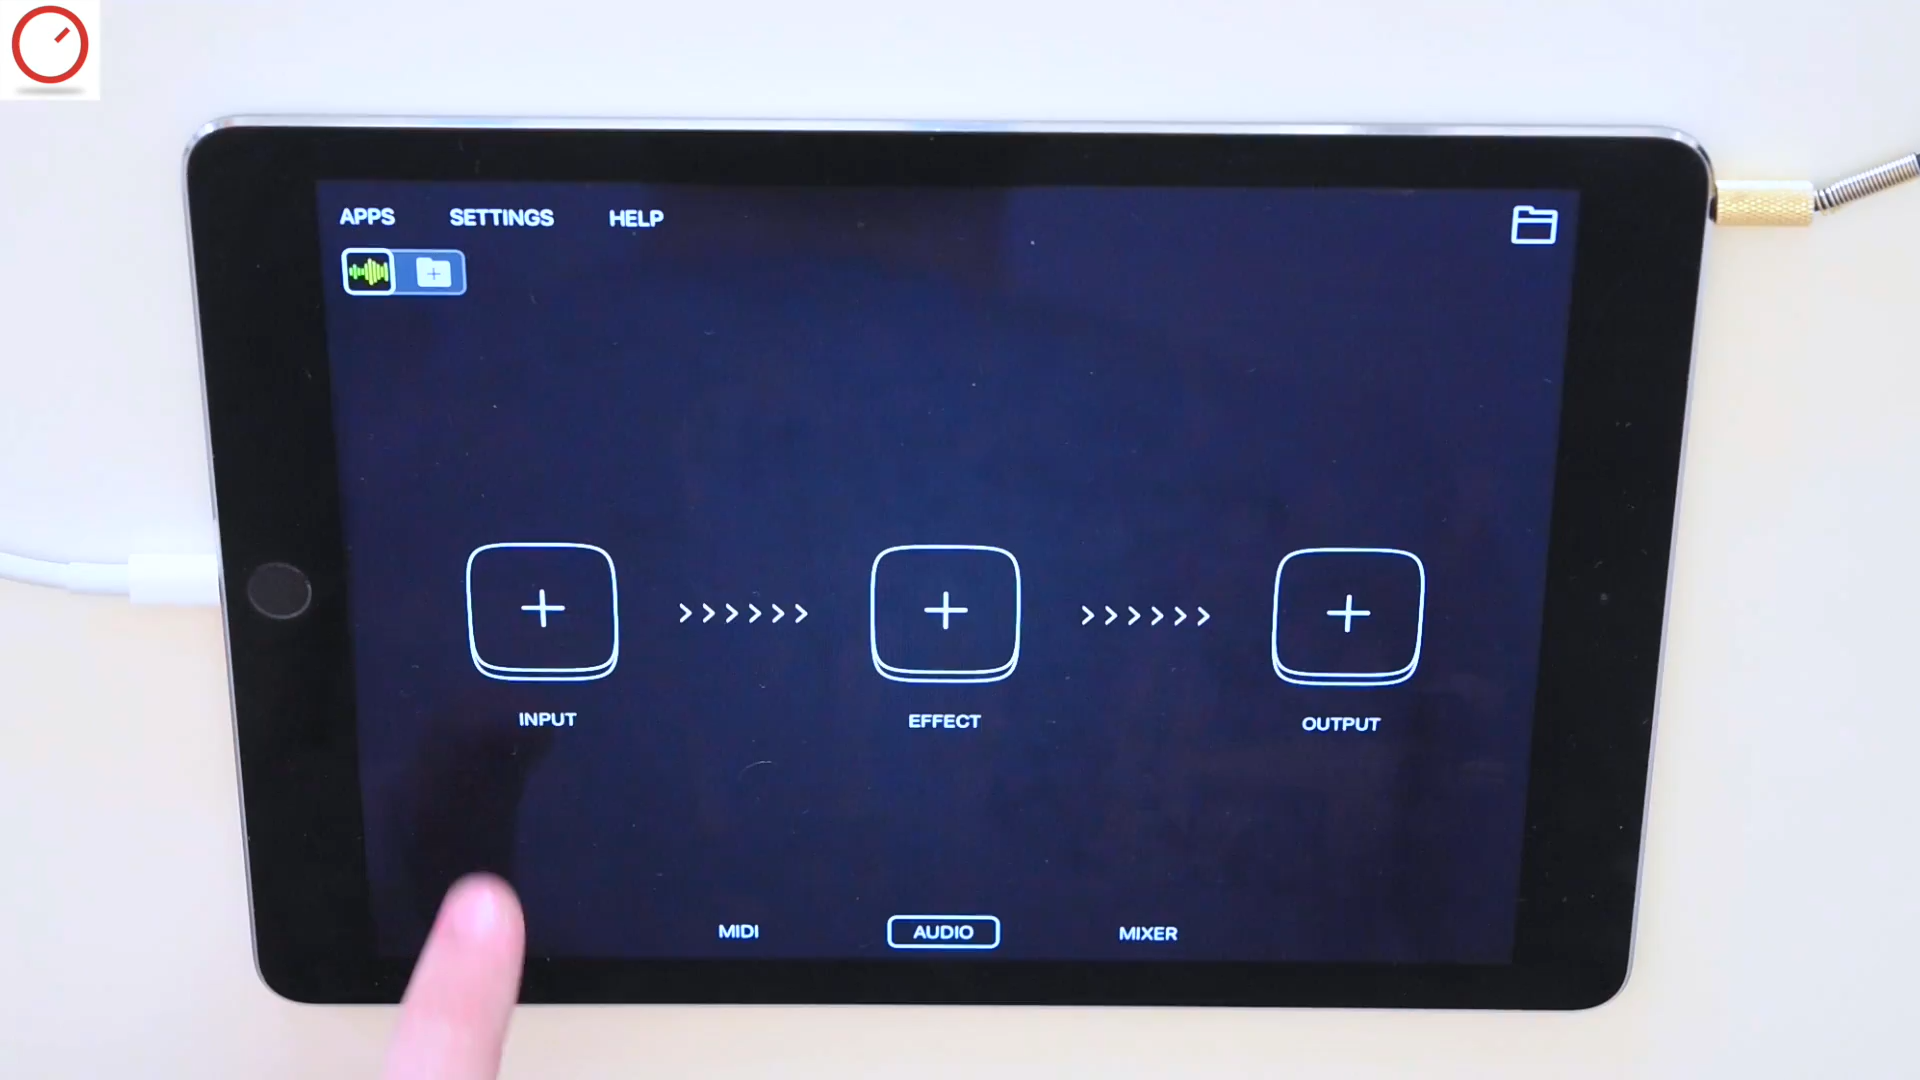 APPS SETTINGS HELP
INPUT >>>>>> EFFECT >>>>>> OUTPUT
MIDI AUDIO MIXER